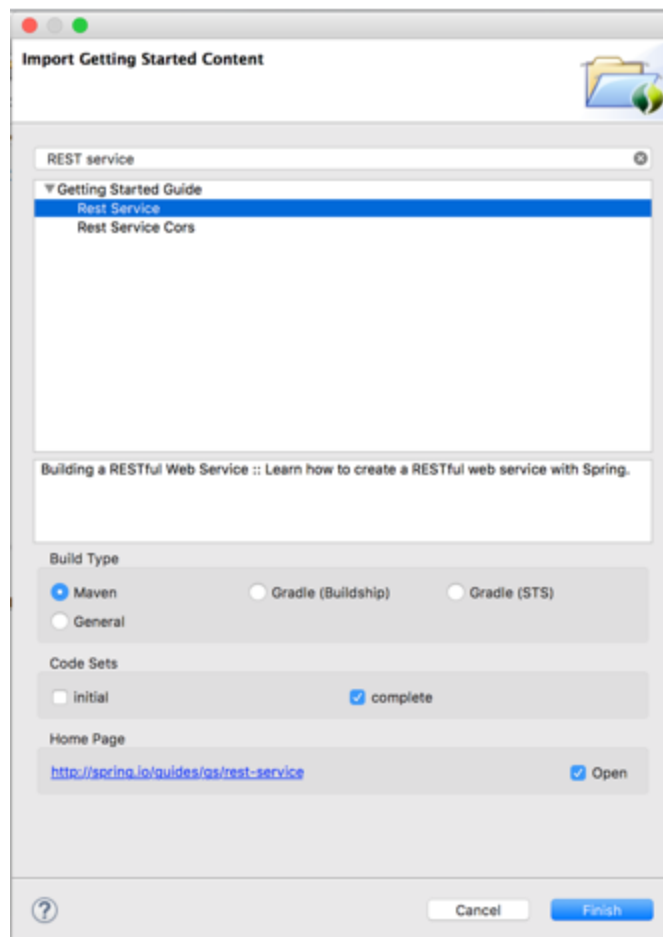 Import Getting Started Content
REST service
Getting Started Guide
Rest Service
Rest Service Cors
Building a RESTful Web Service :: Learn how to create a RESTful web service with Spring.
Build Type
Maven Gradle (Buildship) Gradle (STS)
General
Code Sets
initial complete
Home Page
http://spring.io/guides/gs/rest-service Open
? Cancel Finish